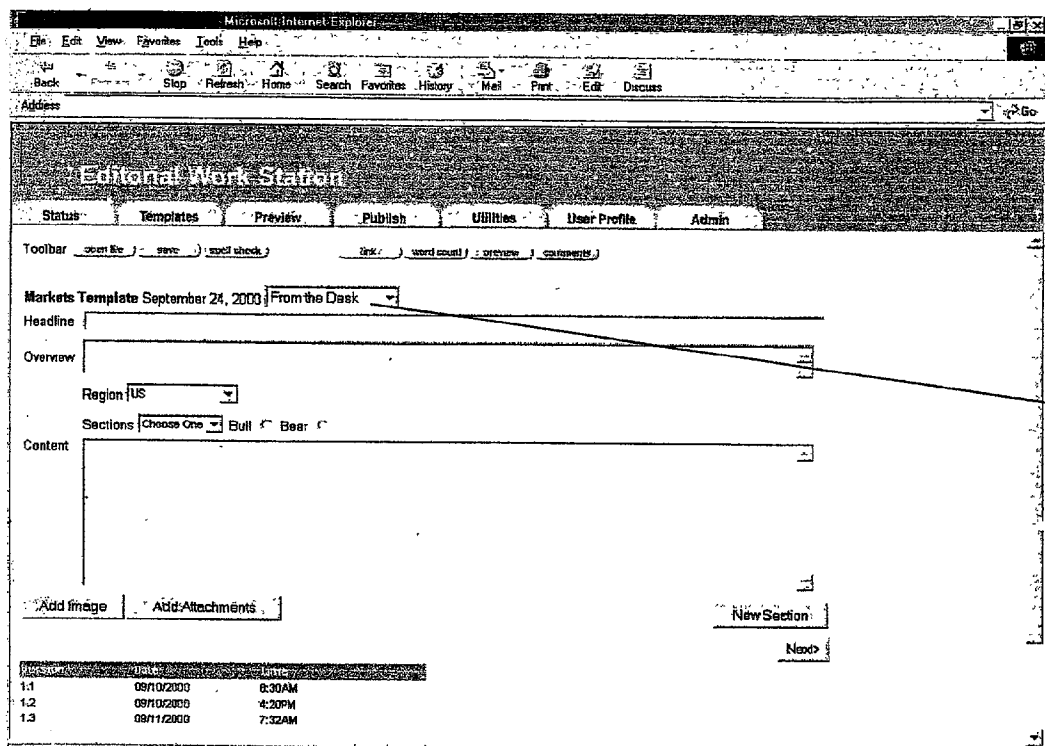 Microsoft Internet Explorer
File Edit View Favorites Tools Help
Back Stop Refresh Home Search Favorites History Mail Print Edit Discuss
Address Go
Editorial Work Station
Status Templates Preview Publish Utilities User Profile Admin
Toolbar open file save spell check link word count preview comments
Markets Template September 24, 2000 From the Desk
Headline
Overview
Region US
Sections Choose One Bull Bear
Content
Add Image Add Attachments New Section
Next>
Version Date Time
1.1 09/10/2000 8:30AM
1.2 09/10/2000 4:20PM
1.3 09/11/2000 7:32AM